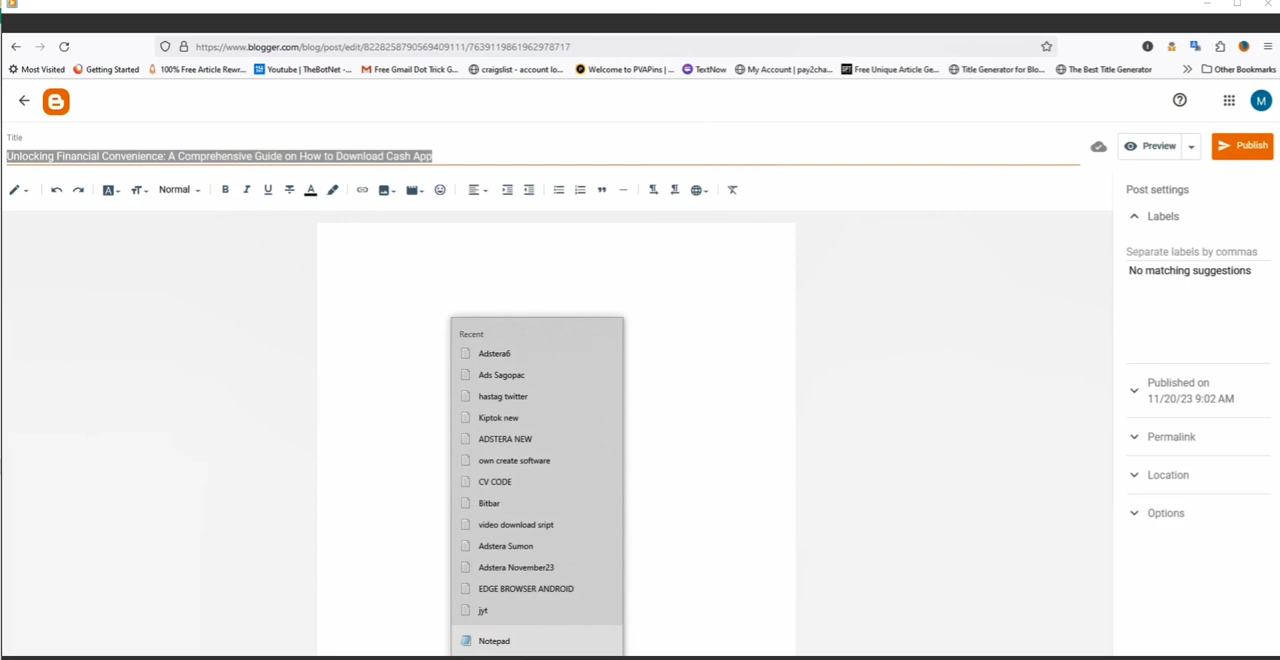 https://www.blogger.com/blog/post/edit/8228258790569409111/7639119861962978717
Most Visited Getting Started 100% Free Article Rewr... Youtube | TheBotNet -... Free Gmail Dot Trick G... craigslist - account lo... Welcome to PVAPins | ... TextNow My Account | pay2cha... Free Unique Article Ge... Title Generator for Blo... The Best Title Generator Other Bookmarks
M
Title
Unlocking Financial Convenience: A Comprehensive Guide on How to Download Cash App
Preview
Publish
Normal
Post settings
Labels
Separate labels by commas
No matching suggestions
Published on
11/20/23 9:02 AM
Permalink
Location
Options
Recent
Adstera6
Ads Sagopac
hastag twitter
Kiptok new
ADSTERA NEW
own create software
CV CODE
Bitbar
video download sript
Adstera Sumon
Adstera November23
EDGE BROWSER ANDROID
jyt
Notepad